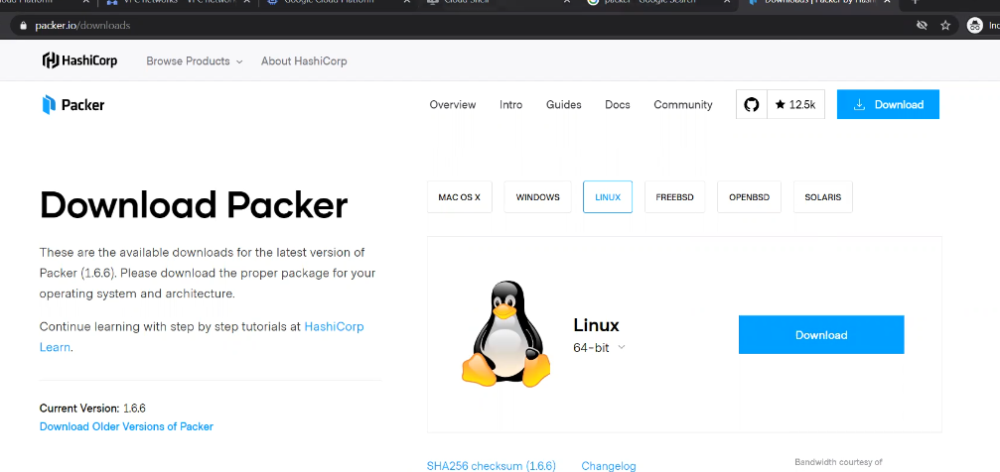 packer.io/downloads
HashiCorp
Browse Products
About HashiCorp
Packer
Overview
Intro
Guides
Docs
Community
12.5k
Download
Download Packer
These are the available downloads for the latest version of
Packer (1.6.6). Please download the proper package for your
operating system and architecture.
Continue learning with step by step tutorials at HashiCorp
Learn.
Current Version: 1.6.6
Download Older Versions of Packer
MAC OS X
WINDOWS
LINUX
FREEBSD
OPENBSD
SOLARIS
Linux
64-bit
Download
SHA256 checksum (1.6.6)
Changelog
Bandwidth courtesy of